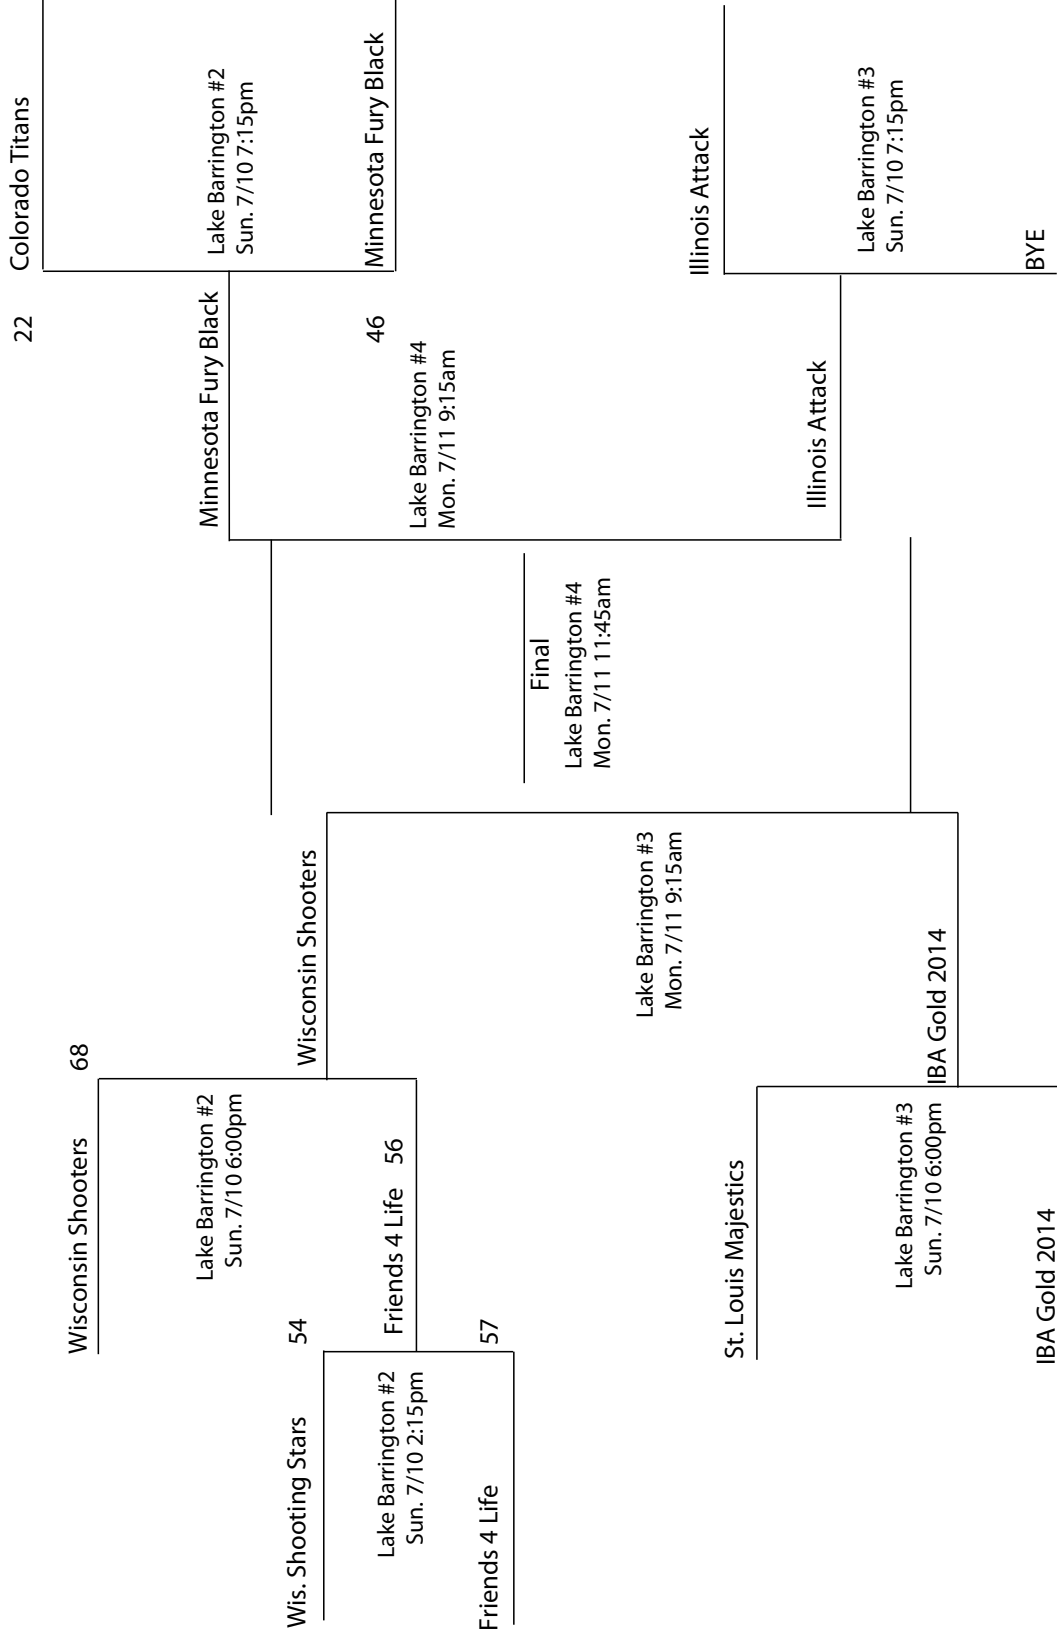 Wis. Shooting Stars
54
Lake Barrington #2
Sun. 7/10 2:15pm
Friends 4 Life
57
Wisconsin Shooters
68
Lake Barrington #2
Sun. 7/10 6:00pm
Friends 4 Life
56
St. Louis Majestics
Lake Barrington #3
Sun. 7/10 6:00pm
IBA Gold 2014
Wisconsin Shooters
Lake Barrington #3
Mon. 7/11 9:15am
IBA Gold 2014
Final
Lake Barrington #4
Mon. 7/11 11:45am
Minnesota Fury Black
Lake Barrington #4
Mon. 7/11 9:15am
Illinois Attack
22
Colorado Titans
Lake Barrington #2
Sun. 7/10 7:15pm
46
Minnesota Fury Black
Illinois Attack
Lake Barrington #3
Sun. 7/10 7:15pm
BYE